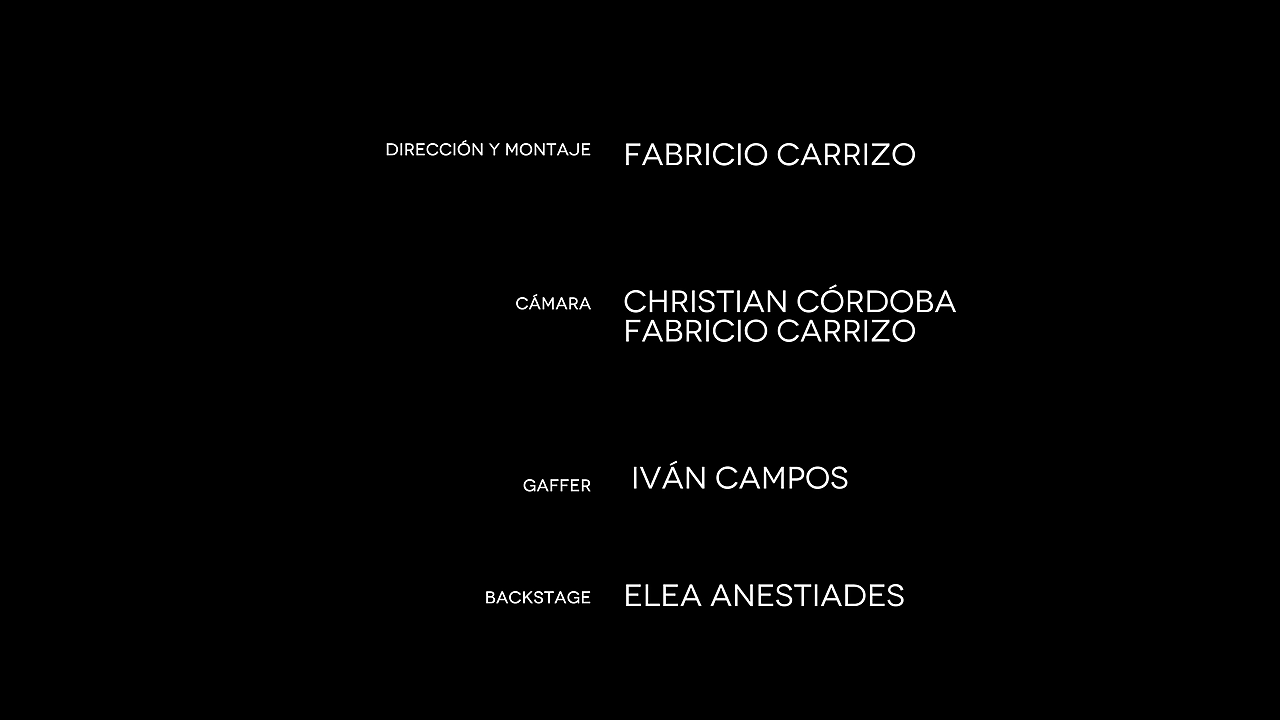 DIRECCIÓN Y MONTAJE FABRICIO CARRIZO
CÁMARA CHRISTIAN CÓRDOBA
FABRICIO CARRIZO
GAFFER IVÁN CAMPOS
BACKSTAGE ELEA ANESTIADES